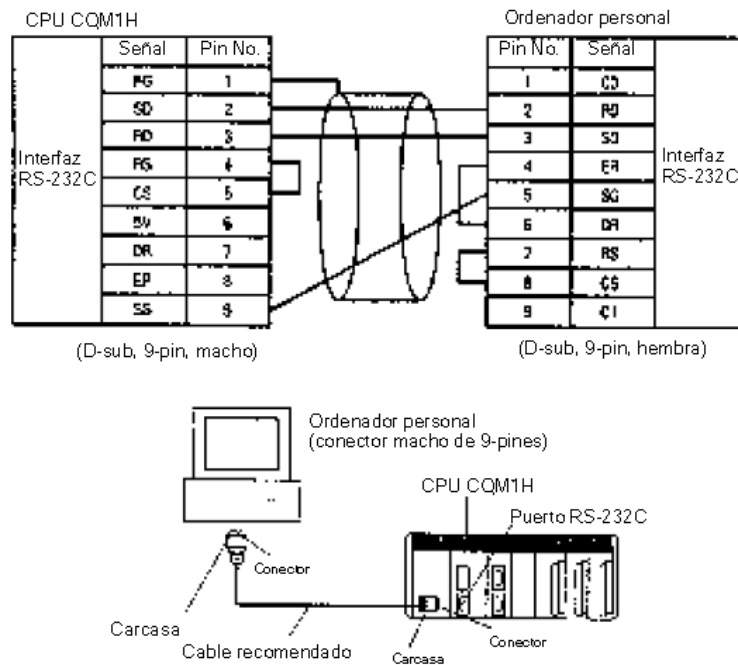 CPU CQM1H
Ordenador personal
Señal Pin No.
Pin No. Señal
FG 1
1 CD
SD 2
2 RD
RD 3
3 SD
RS 4
4 ER
CS 5
5 SG
5V 6
6 DR
DR 7
7 RS
ER 8
8 CS
9
9 CI
Interfaz
RS-232C
Interfaz
RS-232C
(D-sub, 9-pin, macho)
(D-sub, 9-pin, hembra)
Ordenador personal
(conector macho de 9-pines)
CPU CQM1H
Puerto RS-232C
Conector
Carcasa
Cable recomendado
Carcasa
Conector